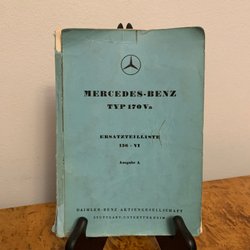 MERCEDES-BENZ
TYP 170 Va
ERSATZTEILLISTE
136 · VI
Ausgabe A
DAIMLER-BENZ AKTIENGESELLSCHAFT
STUTTGART-UNTERTÜRKHEIM